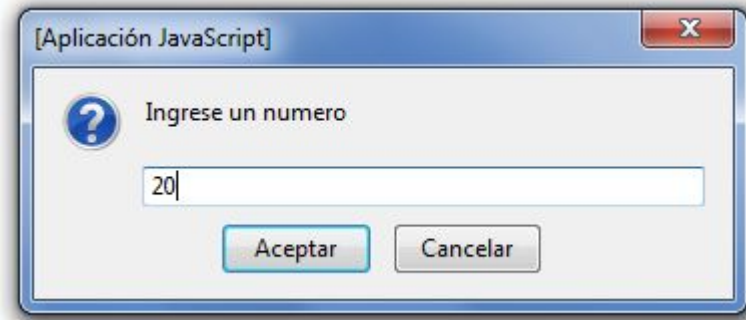 [Aplicación JavaScript]
Ingrese un numero
20
Aceptar
Cancelar